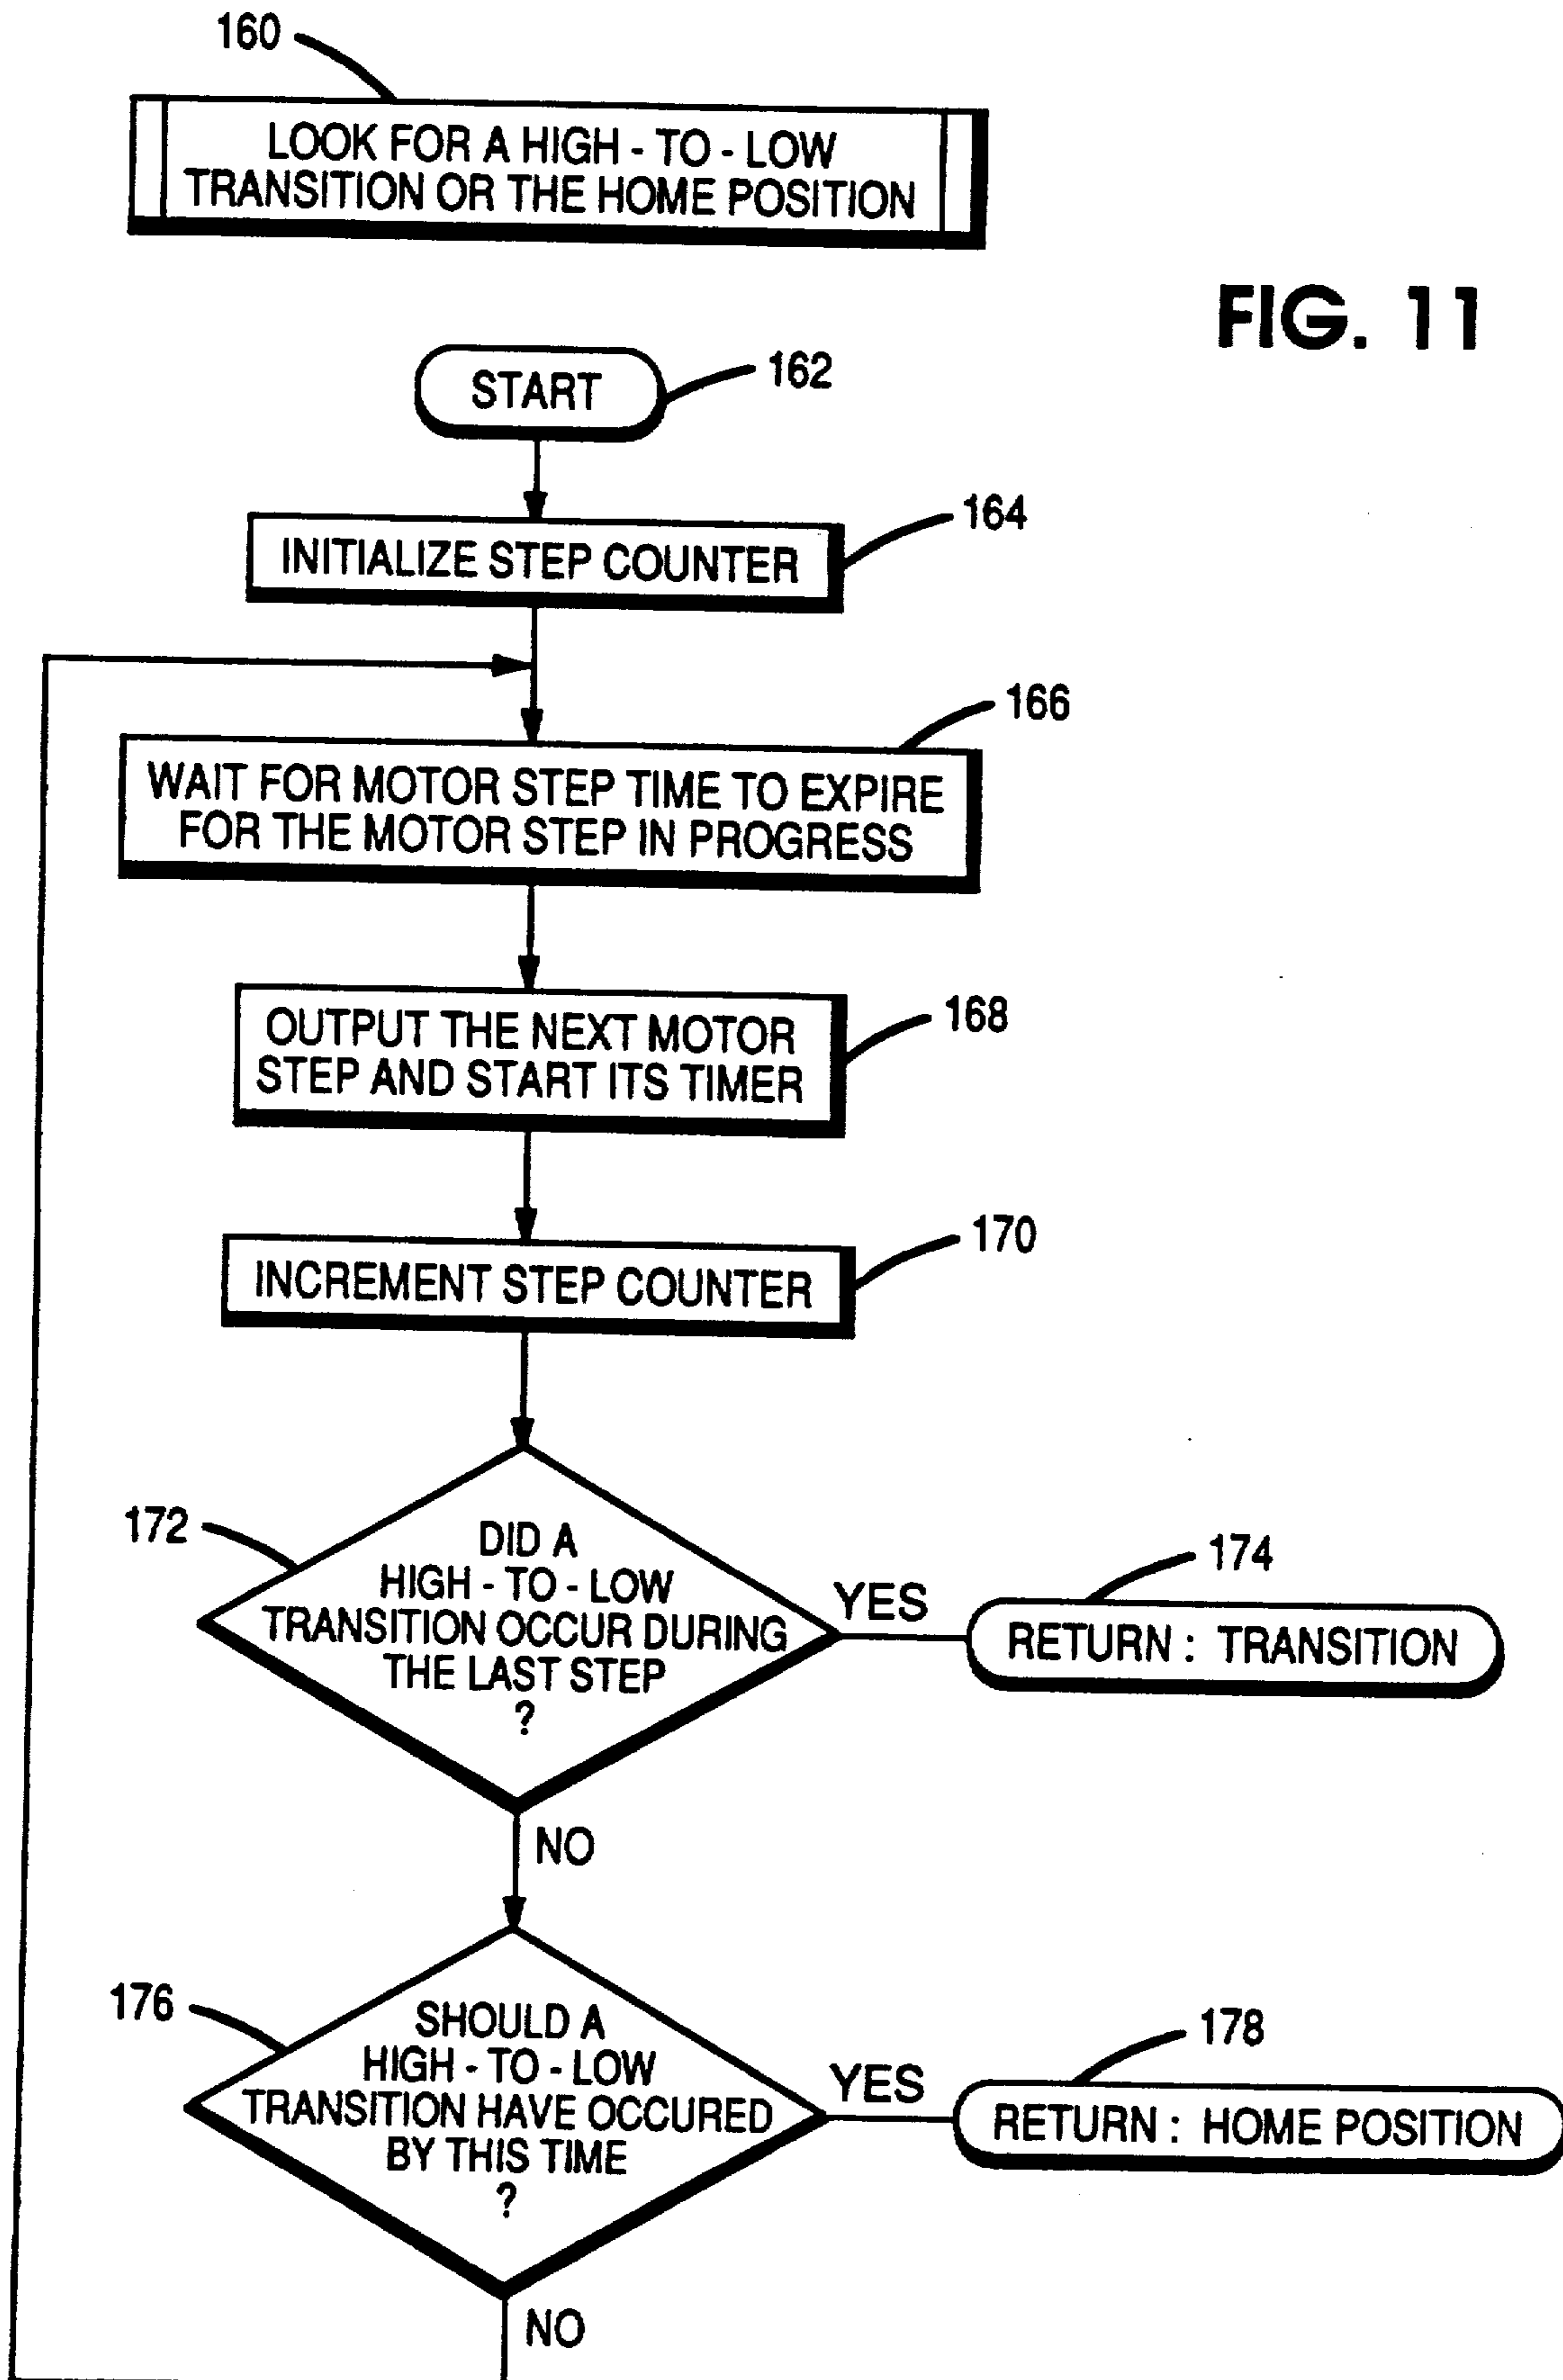 160
LOOK FOR A HIGH - TO - LOW
TRANSITION OR THE HOME POSITION
FIG. 11
START
162
INITIALIZE STEP COUNTER
164
166
WAIT FOR MOTOR STEP TIME TO EXPIRE
FOR THE MOTOR STEP IN PROGRESS
OUTPUT THE NEXT MOTOR
STEP AND START ITS TIMER
168
INCREMENT STEP COUNTER
170
172
DID A
HIGH - TO - LOW
TRANSITION OCCUR DURING
THE LAST STEP
?
YES
174
RETURN : TRANSITION
NO
176
SHOULD A
HIGH - TO - LOW
TRANSITION HAVE OCCURED
BY THIS TIME
?
YES
178
RETURN : HOME POSITION
NO